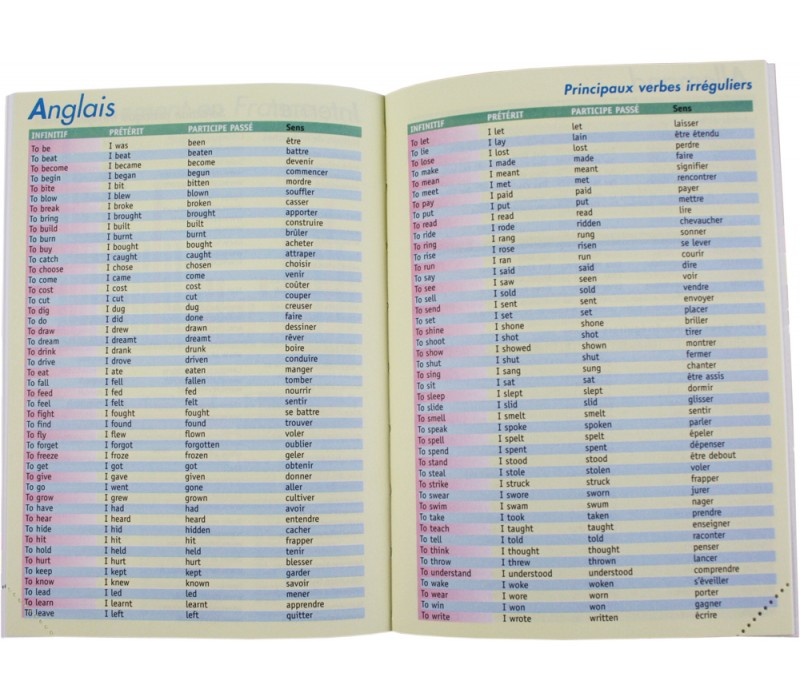 Anglais
INFINITIF PRÉTÉRIT PARTICIPE PASSÉ Sens
To be I was been être
To beat I beat beaten battre
To become I became become devenir
To begin I began begun commencer
To bite I bit bitten mordre
To blow I blew blown souffler
To break I broke broken casser
To bring I brought brought apporter
To build I built built construire
To burn I burnt burnt brûler
To buy I bought bought acheter
To catch I caught caught attraper
To choose I chose chosen choisir
To come I came come venir
To cost I cost cost coûter
To cut I cut cut couper
To dig I dug dug creuser
To do I did done faire
To draw I drew drawn dessiner
To dream I dreamt dreamt rêver
To drink I drank drunk boire
To drive I drove driven conduire
To eat I ate eaten manger
To fall I fell fallen tomber
To feed I fed fed nourrir
To feel I felt felt sentir
To fight I fought fought se battre
To find I found found trouver
To fly I flew flown voler
To forget I forgot forgotten oublier
To freeze I froze frozen geler
To get I got got obtenir
To give I gave given donner
To go I went gone aller
To grow I grew grown cultiver
To have I had had avoir
To hear I heard heard entendre
To hide I hid hidden cacher
To hit I hit hit frapper
To hold I held held tenir
To hurt I hurt hurt blesser
To keep I kept kept garder
To know I knew known savoir
To lead I led led mener
To learn I learnt learnt apprendre
To leave I left left quitter
Principaux verbes irréguliers
INFINITIF PRÉTÉRIT PARTICIPE PASSÉ Sens
To let I let let laisser
To lie I lay lain être étendu
To lose I lost lost perdre
To make I made made faire
To mean I meant meant signifier
To meet I met met rencontrer
To pay I paid paid payer
To put I put put mettre
To read I read read lire
To ride I rode ridden chevaucher
To ring I rang rung sonner
To rise I rose risen se lever
To run I ran run courir
To say I said said dire
To see I saw seen voir
To sell I sold sold vendre
To send I sent sent envoyer
To set I set set placer
To shine I shone shone briller
To shoot I shot shot tirer
To show I showed shown montrer
To shut I shut shut fermer
To sing I sang sung chanter
To sit I sat sat être assis
To sleep I slept slept dormir
To slide I slid slid glisser
To smell I smelt smelt sentir
To speak I spoke spoken parler
To spell I spelt spelt épeler
To spend I spent spent dépenser
To stand I stood stood être debout
To steal I stole stolen voler
To strike I struck struck frapper
To swear I swore sworn jurer
To swim I swam swum nager
To take I took taken prendre
To teach I taught taught enseigner
To tell I told told raconter
To think I thought thought penser
To throw I threw thrown lancer
To understand I understood understood comprendre
To wake I woke woken s'éveiller
To wear I wore worn porter
To win I won won gagner
To write I wrote written écrire